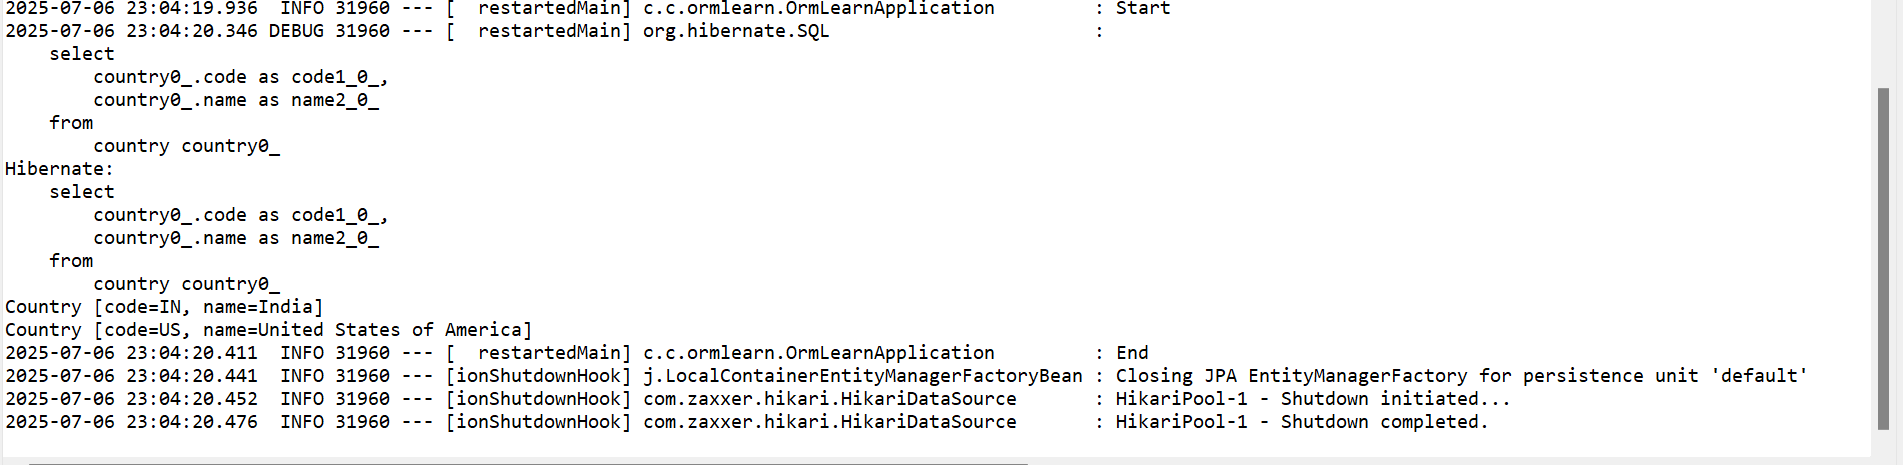 2025-07-06 23:04:19.936  INFO 31960 --- [  restartedMain] c.c.ormlearn.OrmLearnApplication         : Start
2025-07-06 23:04:20.346 DEBUG 31960 --- [  restartedMain] org.hibernate.SQL                        :
    select
        country0_.code as code1_0_,
        country0_.name as name2_0_
    from
        country country0_
Hibernate:
    select
        country0_.code as code1_0_,
        country0_.name as name2_0_
    from
        country country0_
Country [code=IN, name=India]
Country [code=US, name=United States of America]
2025-07-06 23:04:20.411  INFO 31960 --- [  restartedMain] c.c.ormlearn.OrmLearnApplication         : End
2025-07-06 23:04:20.441  INFO 31960 --- [ionShutdownHook] j.LocalContainerEntityManagerFactoryBean : Closing JPA EntityManagerFactory for persistence unit 'default'
2025-07-06 23:04:20.452  INFO 31960 --- [ionShutdownHook] com.zaxxer.hikari.HikariDataSource       : HikariPool-1 - Shutdown initiated...
2025-07-06 23:04:20.476  INFO 31960 --- [ionShutdownHook] com.zaxxer.hikari.HikariDataSource       : HikariPool-1 - Shutdown completed.